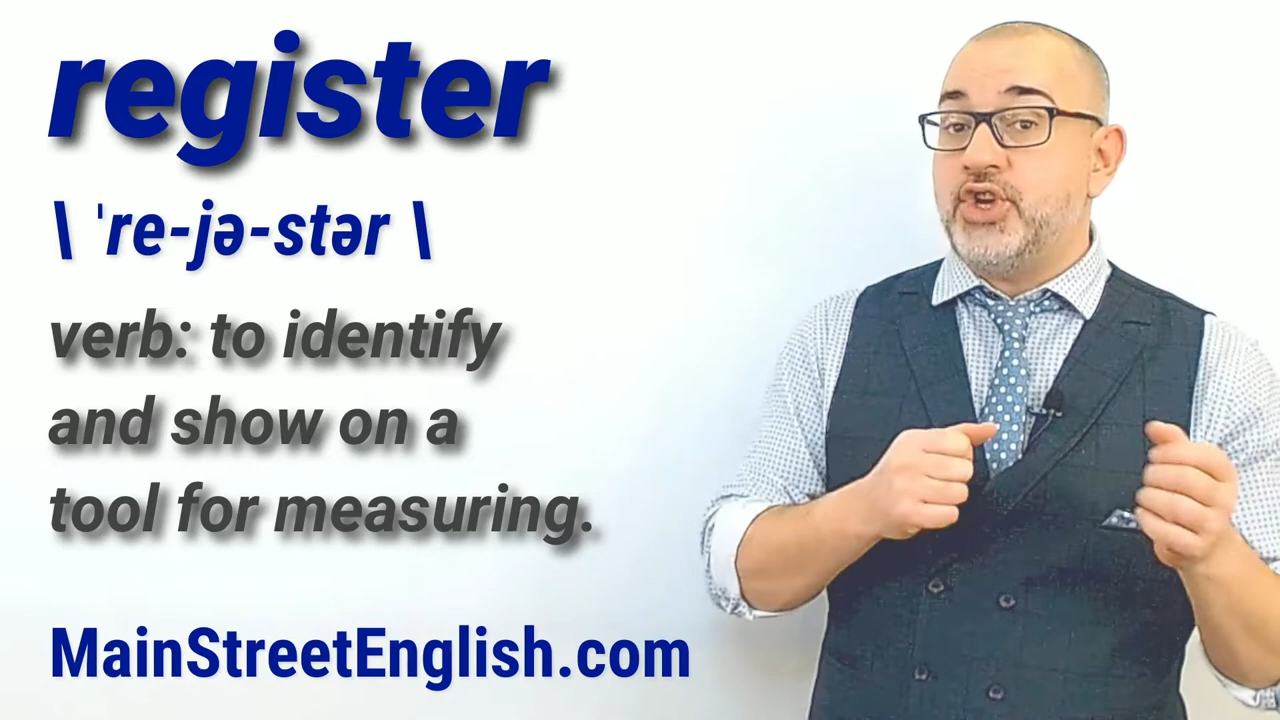 register
\ ˈre-jə-stər \
verb: to identify
and show on a
tool for measuring.
MainStreetEnglish.com